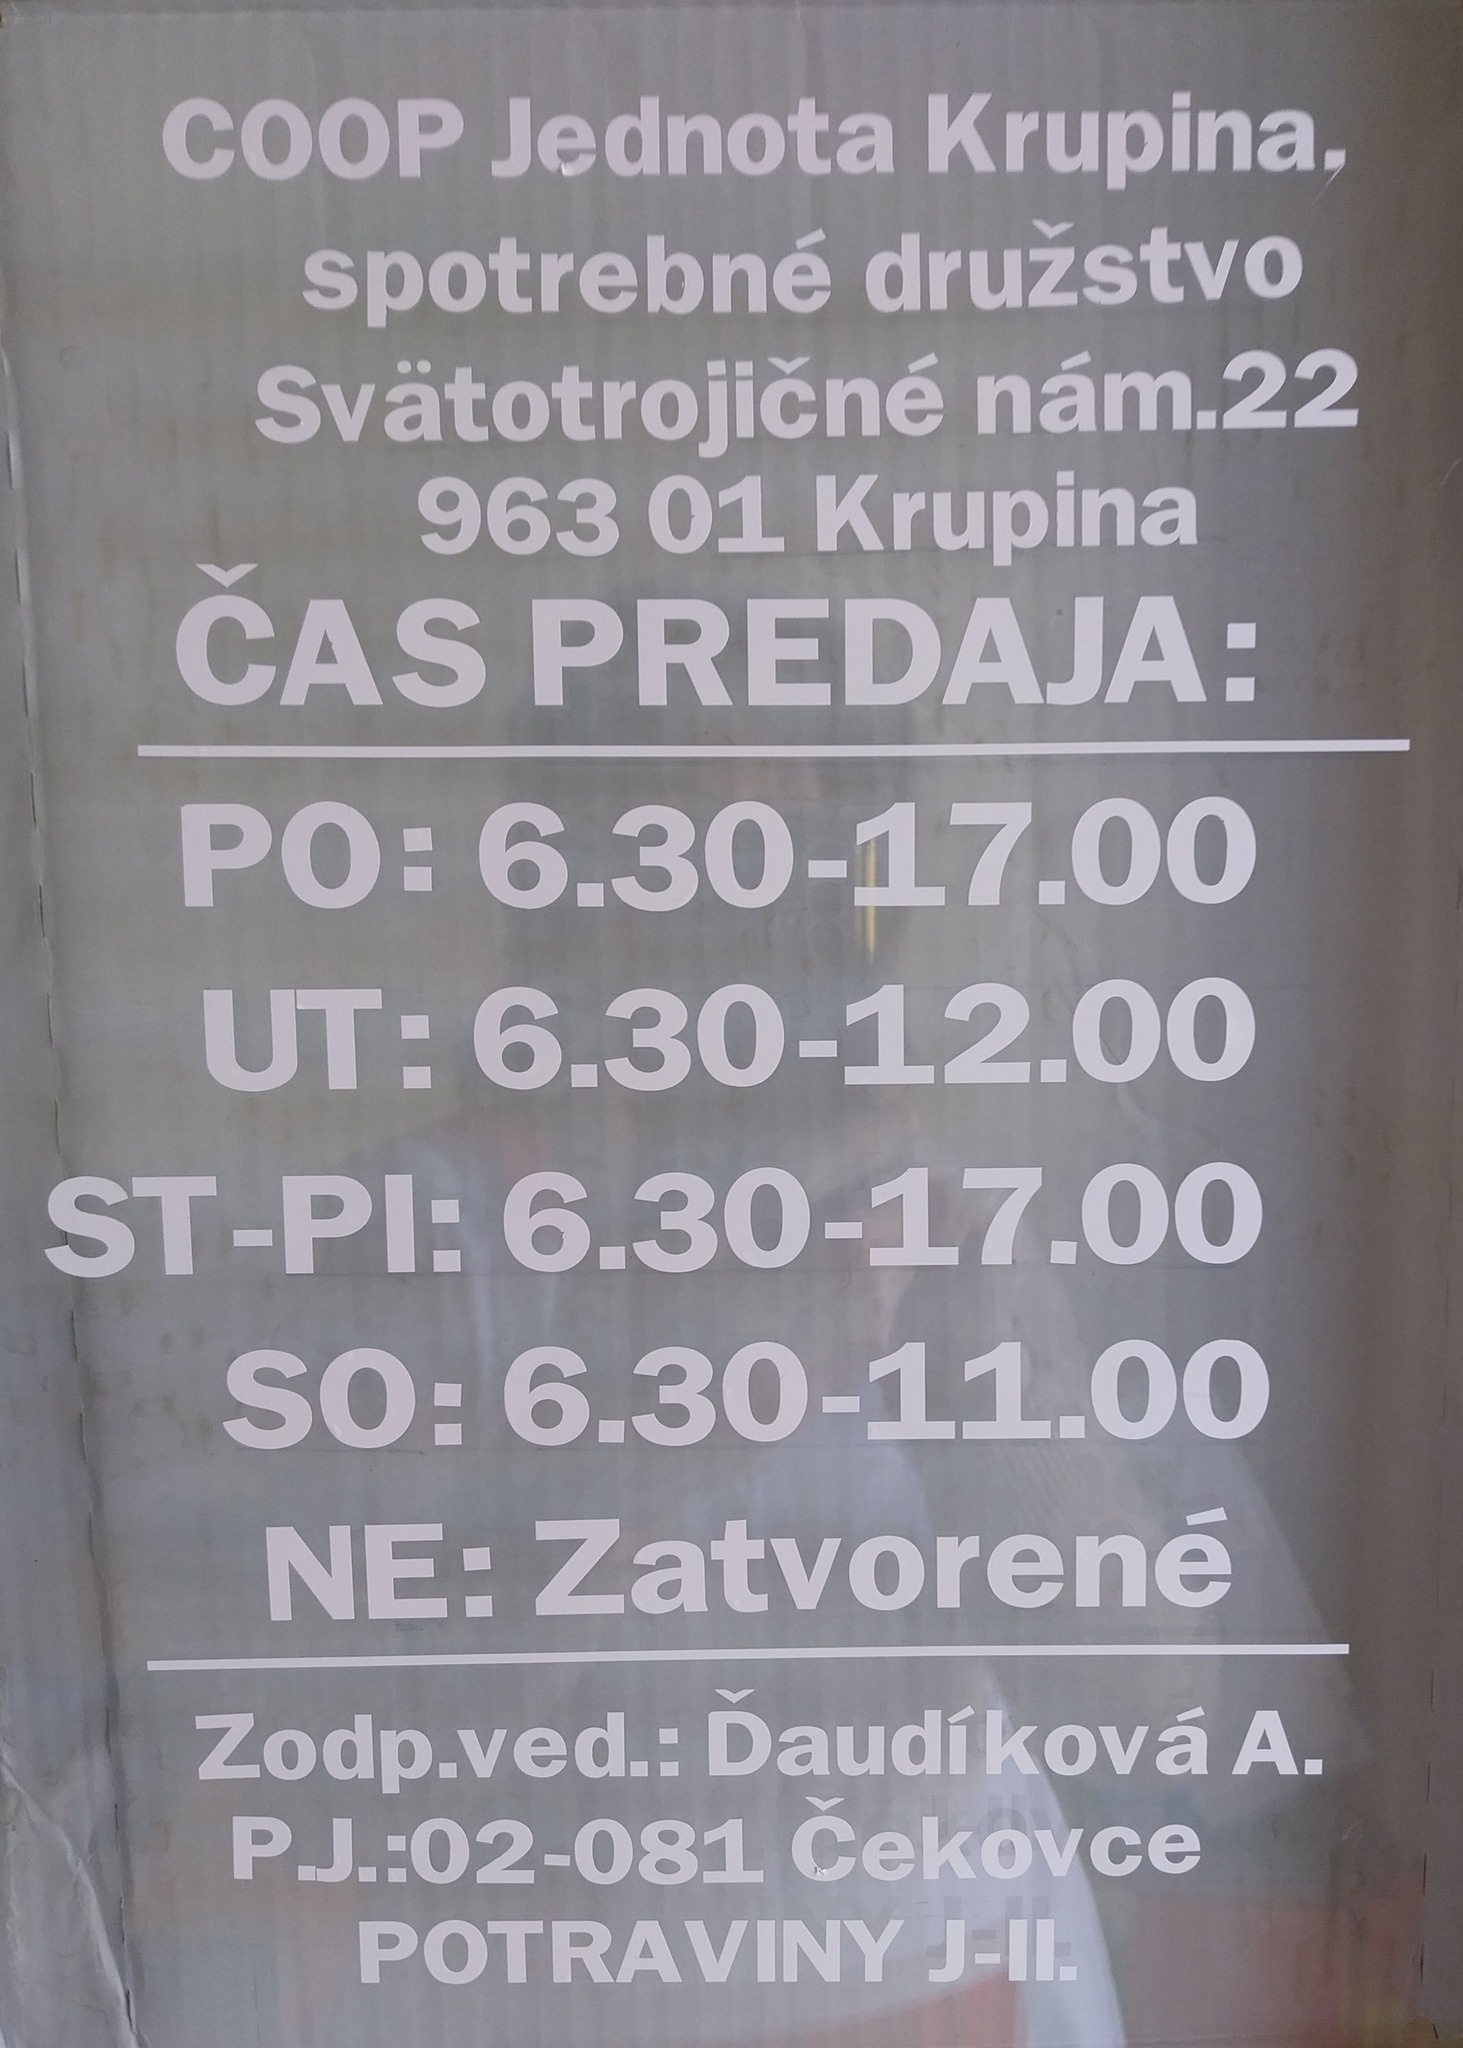 COOP Jednota Krupina,
spotrebné družstvo
Svätotrojičné nám.22
963 01 Krupina
ČAS PREDAJA:
PO: 6.30-17.00
UT: 6.30-12.00
ST-PI: 6.30-17.00
SO: 6.30-11.00
NE: Zatvorené
Zodp.ved.: Ďaudíková A.
P.J.:02-081 Čekovce
POTRAVINY J-II.